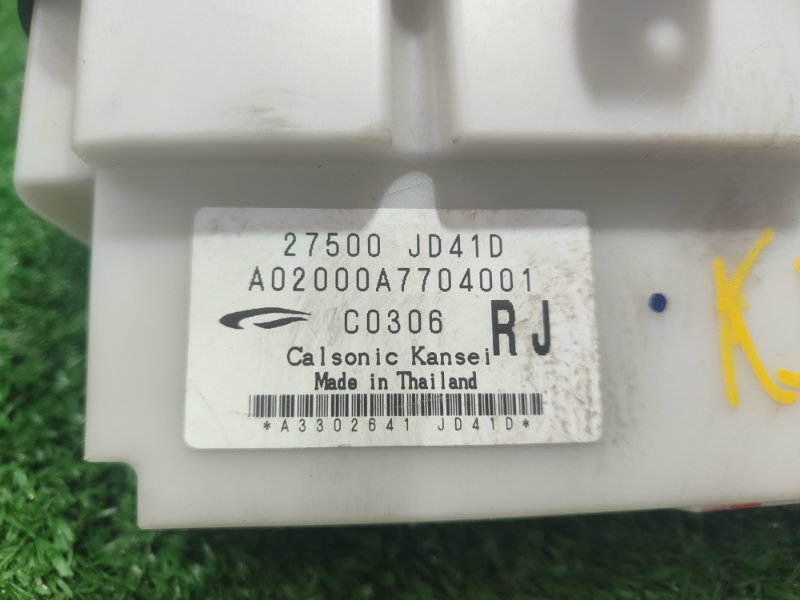 27500 JD41D
A02000A7704001
C0306 RJ
Calsonic Kansei
Made in Thailand
*A3302641 JD41D*